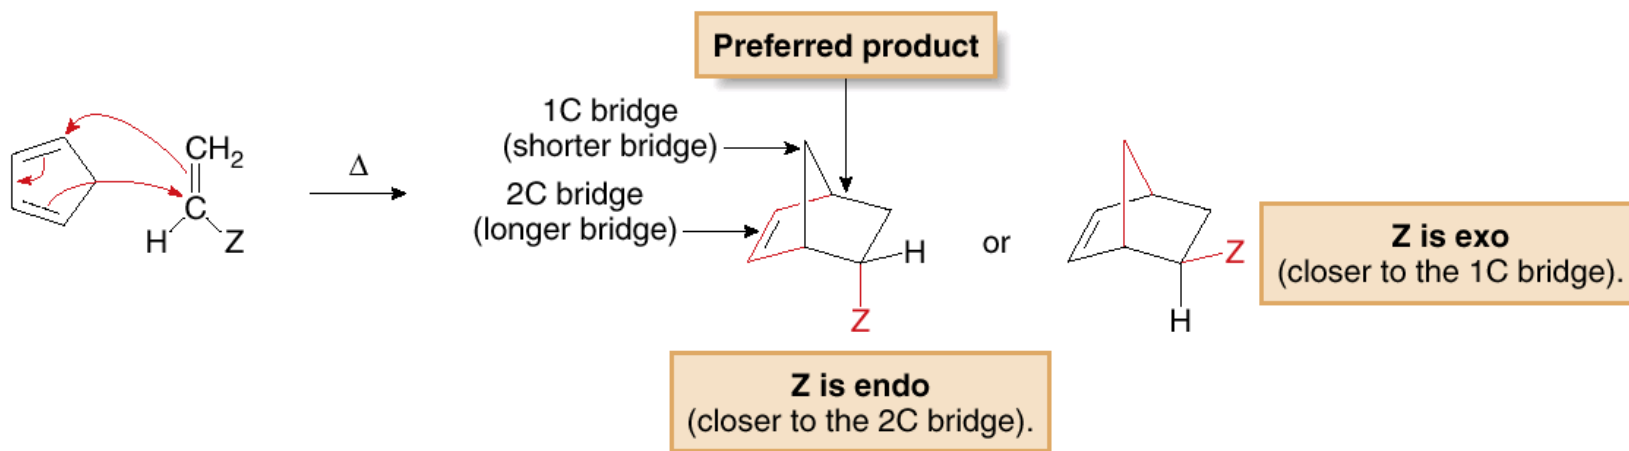 Preferred product
1C bridge
(shorter bridge)
2C bridge
(longer bridge)
CH2
C
H
Z
Δ
H
Z
or
Z
H
Z is exo
(closer to the 1C bridge).
Z is endo
(closer to the 2C bridge).